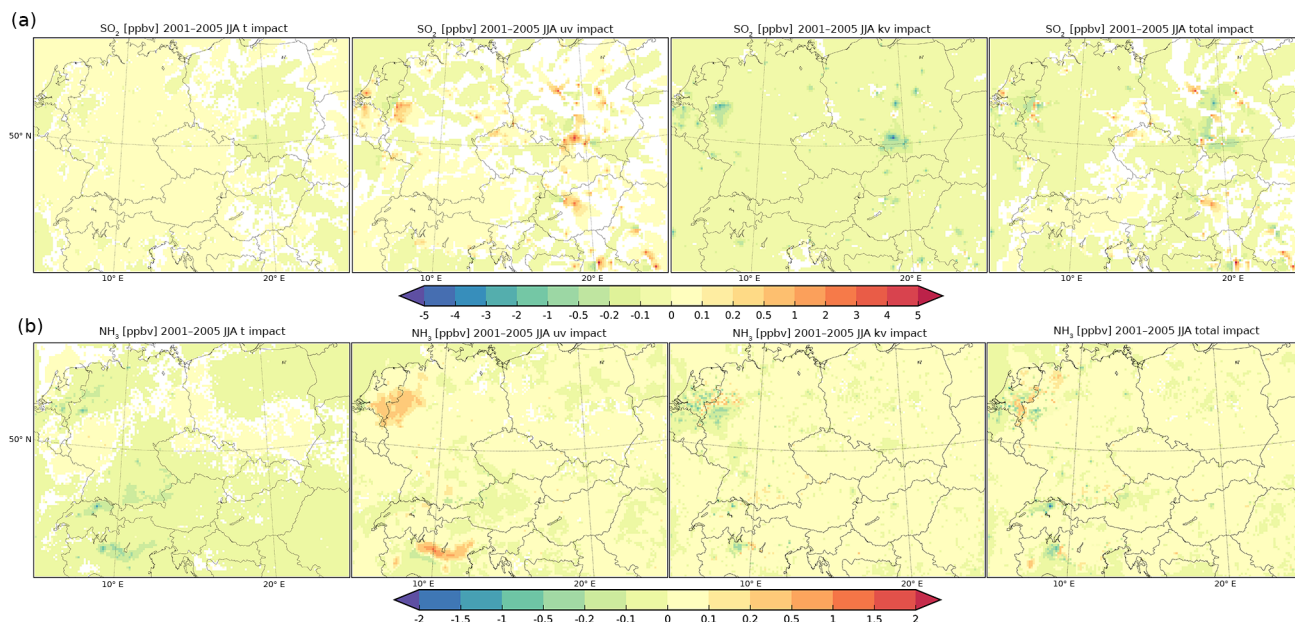 (a)
SO2 [ppbv] 2001–2005 JJA t impact
SO2 [ppbv] 2001–2005 JJA uv impact
SO2 [ppbv] 2001–2005 JJA kv impact
SO2 [ppbv] 2001–2005 JJA total impact
50° N
10° E 20° E 10° E 20° E 10° E 20° E 10° E 20° E
-5 -4 -3 -2 -1 -0.5 -0.2 -0.1 0 0.1 0.2 0.5 1 2 3 4 5
(b)
NH3 [ppbv] 2001–2005 JJA t impact
NH3 [ppbv] 2001–2005 JJA uv impact
NH3 [ppbv] 2001–2005 JJA kv impact
NH3 [ppbv] 2001–2005 JJA total impact
50° N
10° E 20° E 10° E 20° E 10° E 20° E 10° E 20° E
-2 -1.5 -1 -0.5 -0.2 -0.1 0 0.1 0.2 0.5 1 1.5 2